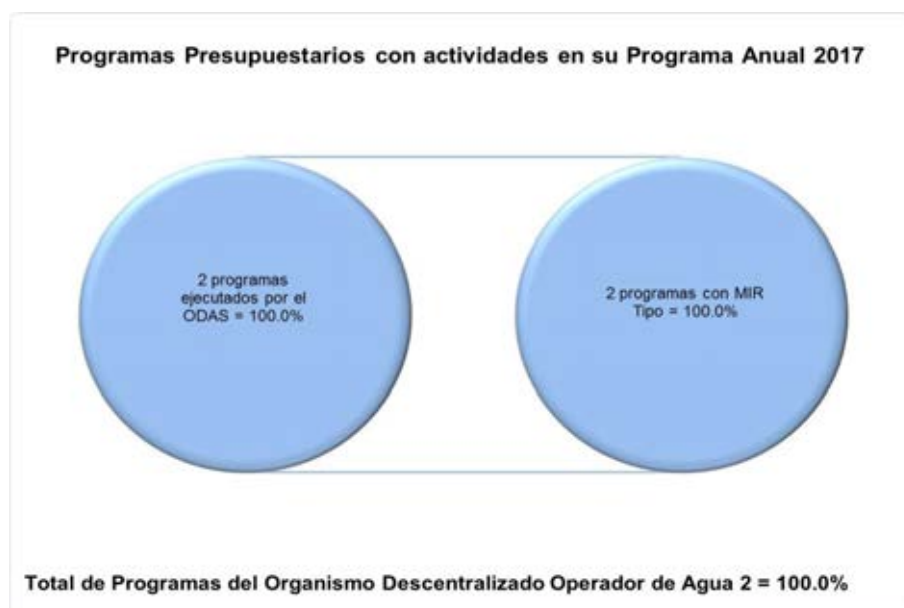 Programas Presupuestarios con actividades en su Programa Anual 2017
2 programas
ejecutados por el
ODAS = 100.0%
2 programas con MIR
Tipo = 100.0%
Total de Programas del Organismo Descentralizado Operador de Agua 2 = 100.0%